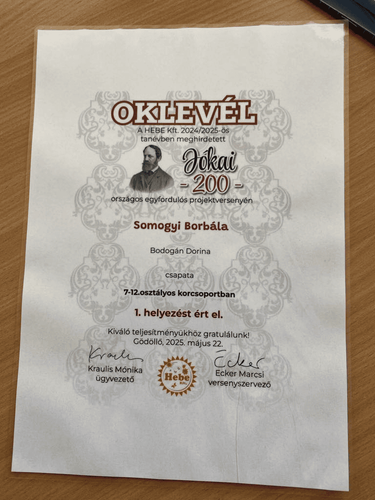 OKLEVÉL
A HEBE Kft. 2024/2025-ös
tanévben meghirdetett
Jókai
- 200 -
országos egyfordulós projektversenyén
Somogyi Borbála
Bodogán Dorina
csapata
7-12.osztályos korcsoportban
1. helyezést ért el.
Kiváló teljesítményükhöz gratulálunk!
Gödöllő, 2025. május 22.
Kraulis Mónika
ügyvezető
Hebe
Ecker
Ecker Marcsi
versenyszervező